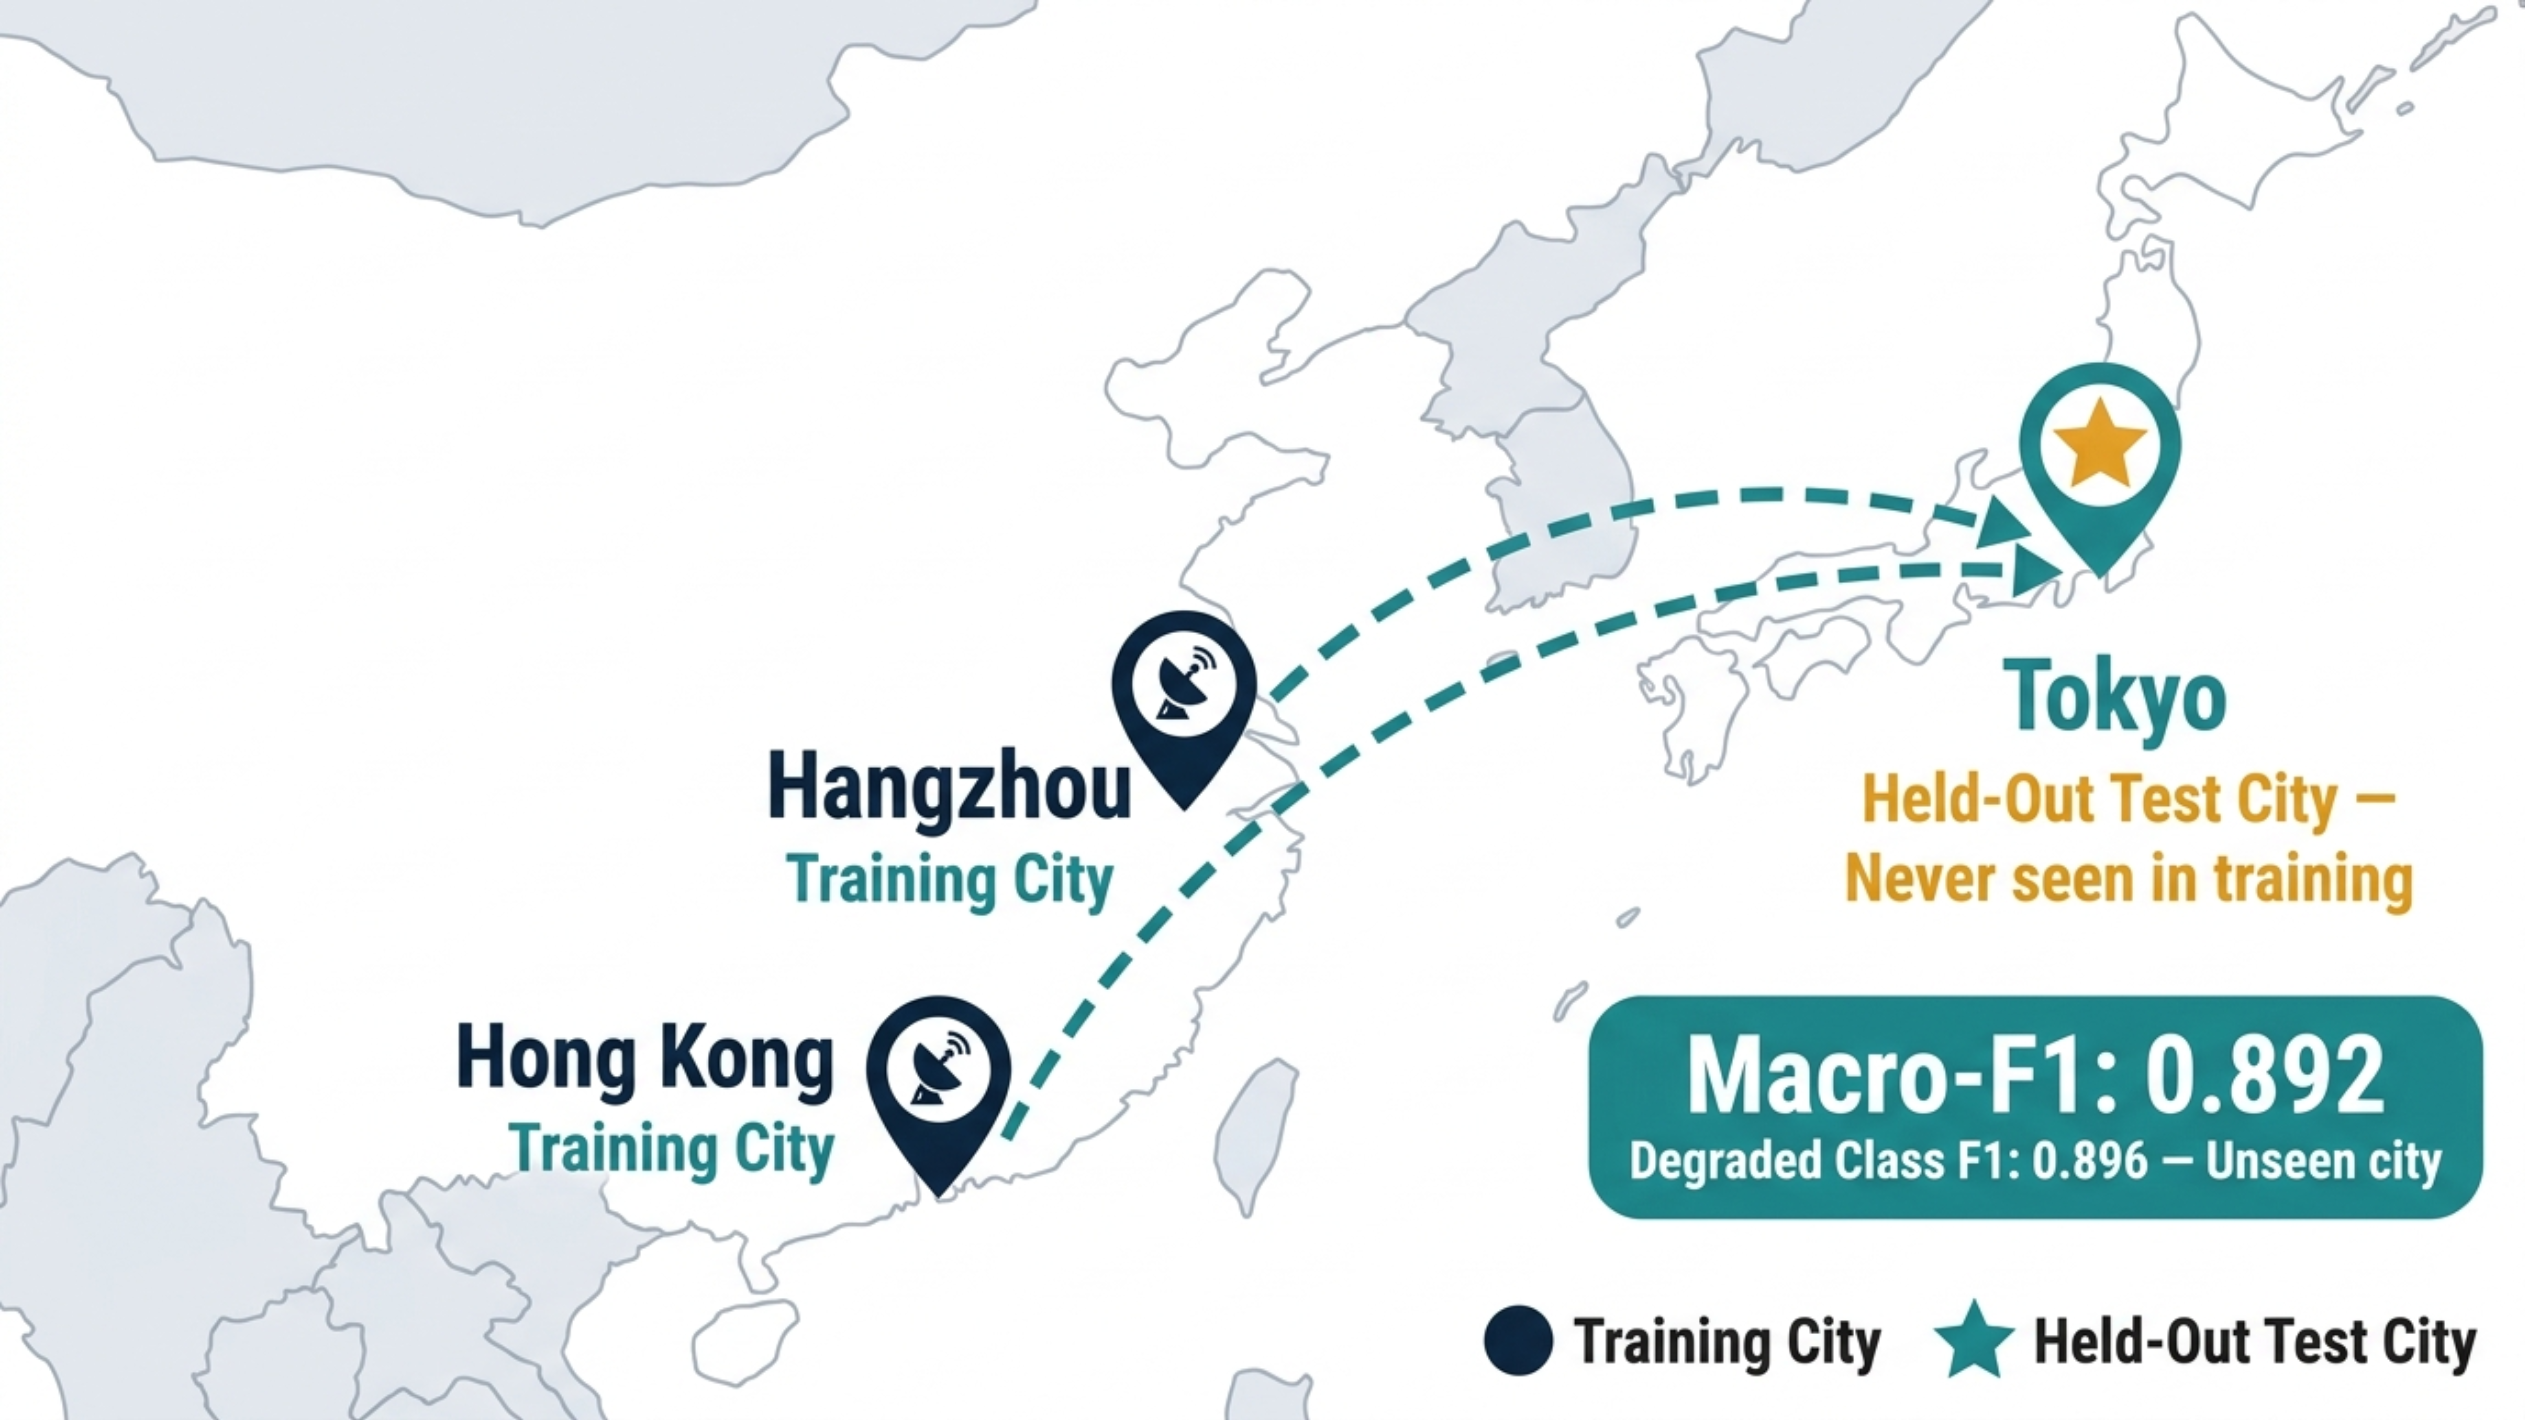 Tokyo
Held-Out Test City –
Never seen in training
Hangzhou
Training City
Hong Kong
Training City
Macro-F1: 0.892
Degraded Class F1: 0.896 – Unseen city
Training City
Held-Out Test City